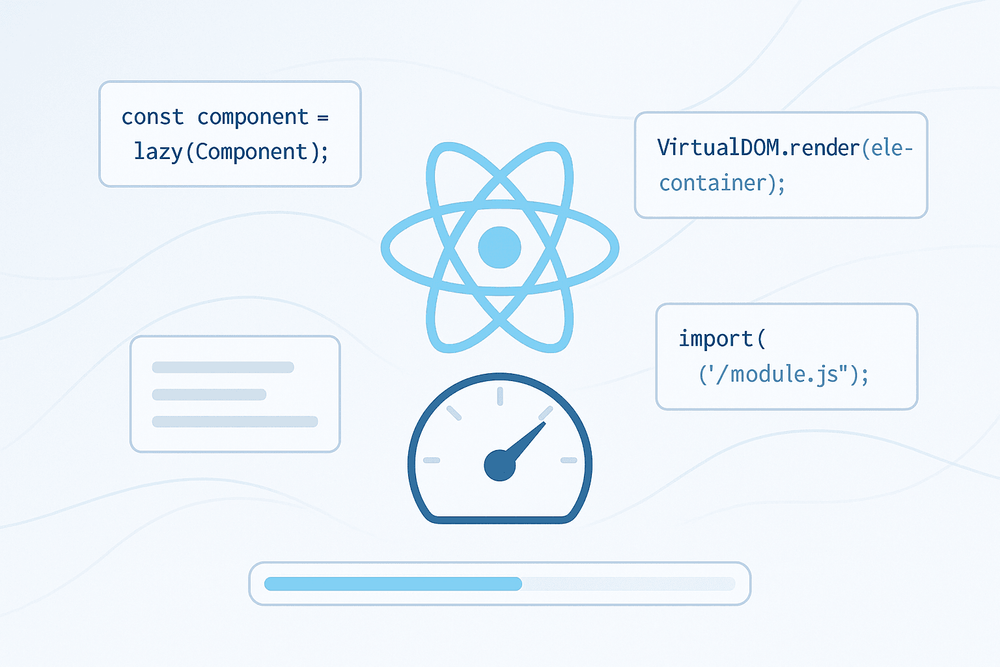 const component =
lazy(Component);
VirtualDOM.render(ele-
container);
import(
('/module.js");